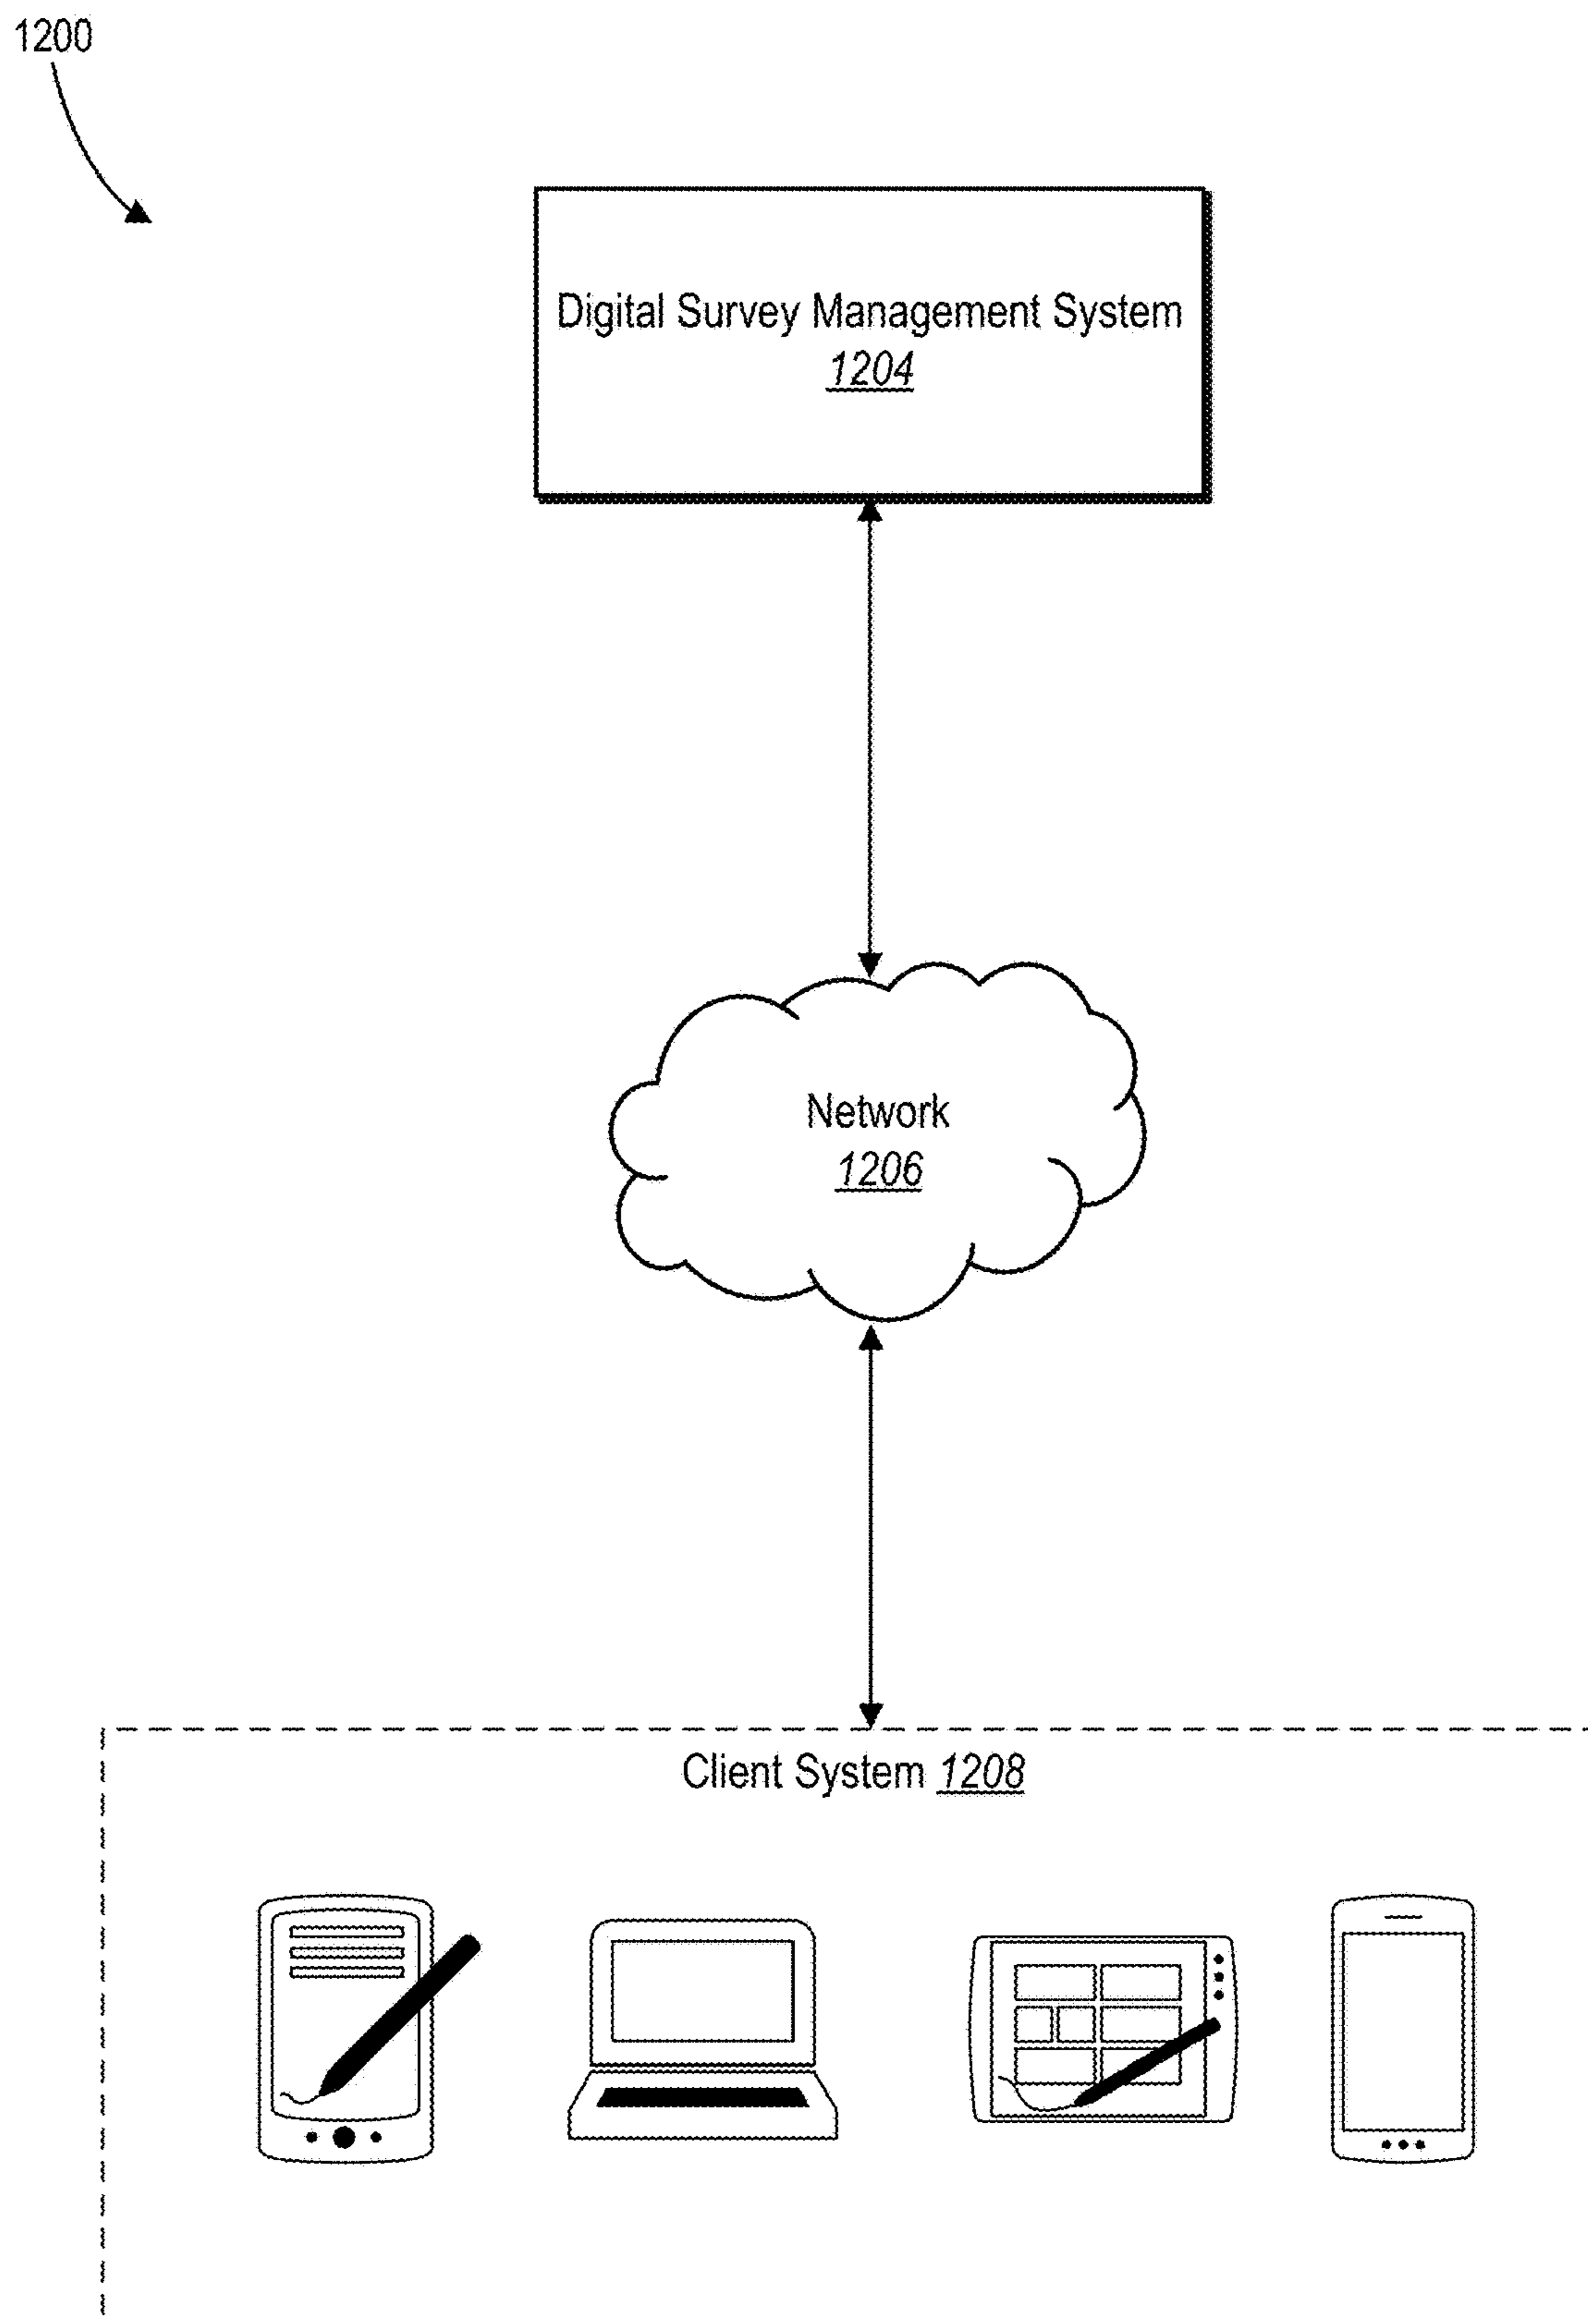 1200
Digital Survey Management System
1204
Network
1206
Client System 1208